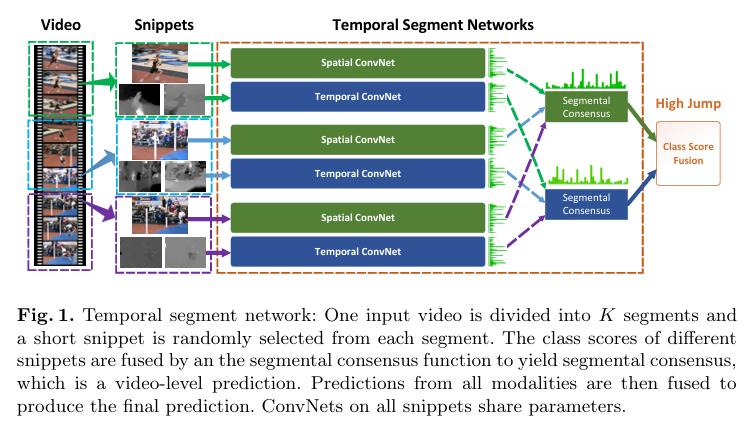 Video
Snippets
Temporal Segment Networks
Spatial ConvNet
Temporal ConvNet
Spatial ConvNet
Temporal ConvNet
Spatial ConvNet
Temporal ConvNet
Segmental
Consensus
Segmental
Consensus
High Jump
Class Score
Fusion
Fig. 1. Temporal segment network: One input video is divided into K segments and
a short snippet is randomly selected from each segment. The class scores of different
snippets are fused by an the segmental consensus function to yield segmental consensus,
which is a video-level prediction. Predictions from all modalities are then fused to
produce the final prediction. ConvNets on all snippets share parameters.